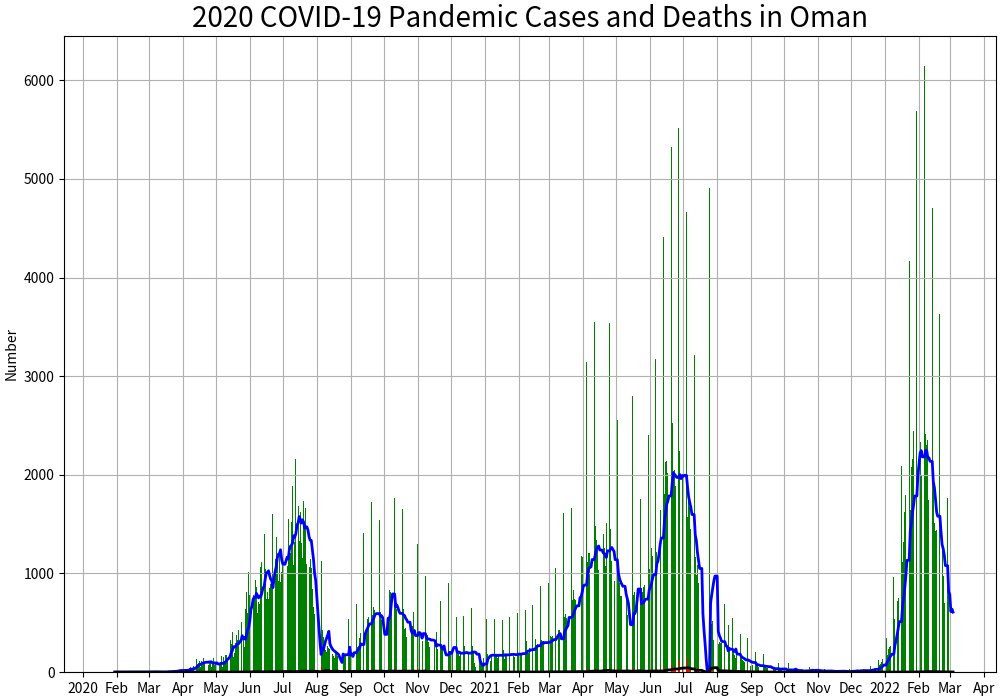 2020 COVID-19 Pandemic Cases and Deaths in Oman
6000
5000
4000
3000
2000
1000
0
Number
2020 Feb Mar Apr May Jun Jul Aug Sep Oct Nov Dec 2021 Feb Mar Apr May Jun Jul Aug Sep Oct Nov Dec 2022 Feb Mar Apr